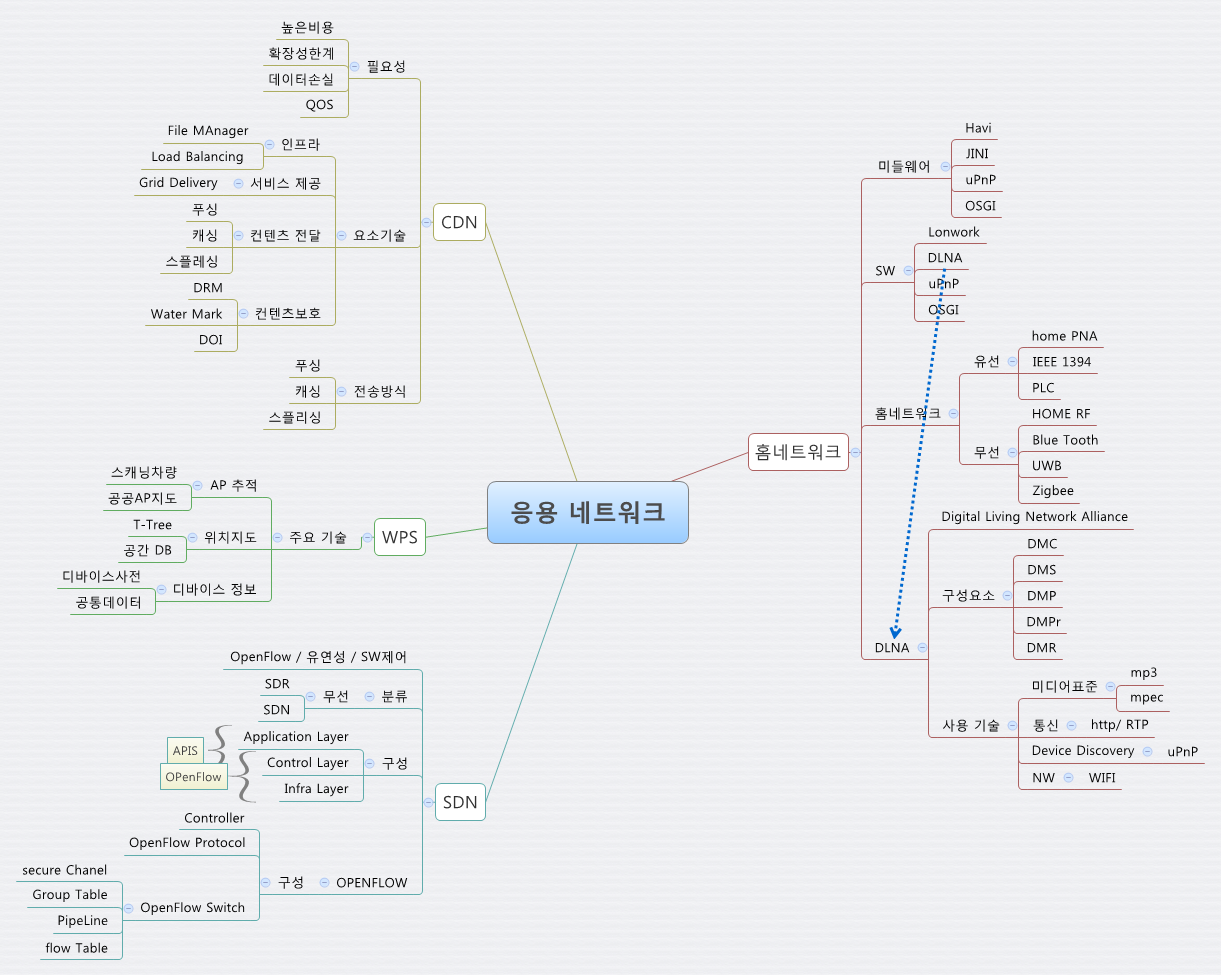 응용 네트워크
CDN
필요성
높은비용
확장성한계
데이터손실
QOS
요소기술
인프라
File MAnager
Load Balancing
서비스 제공
Grid Delivery
컨텐츠 전달
푸싱
캐싱
스플레싱
컨텐츠보호
DRM
Water Mark
DOI
전송방식
푸싱
캐싱
스플리싱
WPS
주요 기술
AP 추적
스캐닝차량
공공AP지도
위치지도
T-Tree
공간 DB
디바이스 정보
디바이스사전
공통데이터
SDN
OpenFlow / 유연성 / SW제어
분류
무선
SDR
SDN
구성
Application Layer
Control Layer
Infra Layer
APIS
OPenFlow
OPENFLOW
구성
Controller
OpenFlow Protocol
OpenFlow Switch
secure Chanel
Group Table
PipeLine
flow Table
홈네트워크
미들웨어
Havi
JINI
uPnP
OSGI
SW
Lonwork
DLNA
uPnP
OSGI
홈네트워크
유선
home PNA
IEEE 1394
PLC
무선
HOME RF
Blue Tooth
UWB
Zigbee
DLNA
Digital Living Network Alliance
구성요소
DMC
DMS
DMP
DMPr
DMR
사용 기술
미디어표준
mp3
mpec
통신
http/ RTP
Device Discovery
uPnP
NW
WIFI